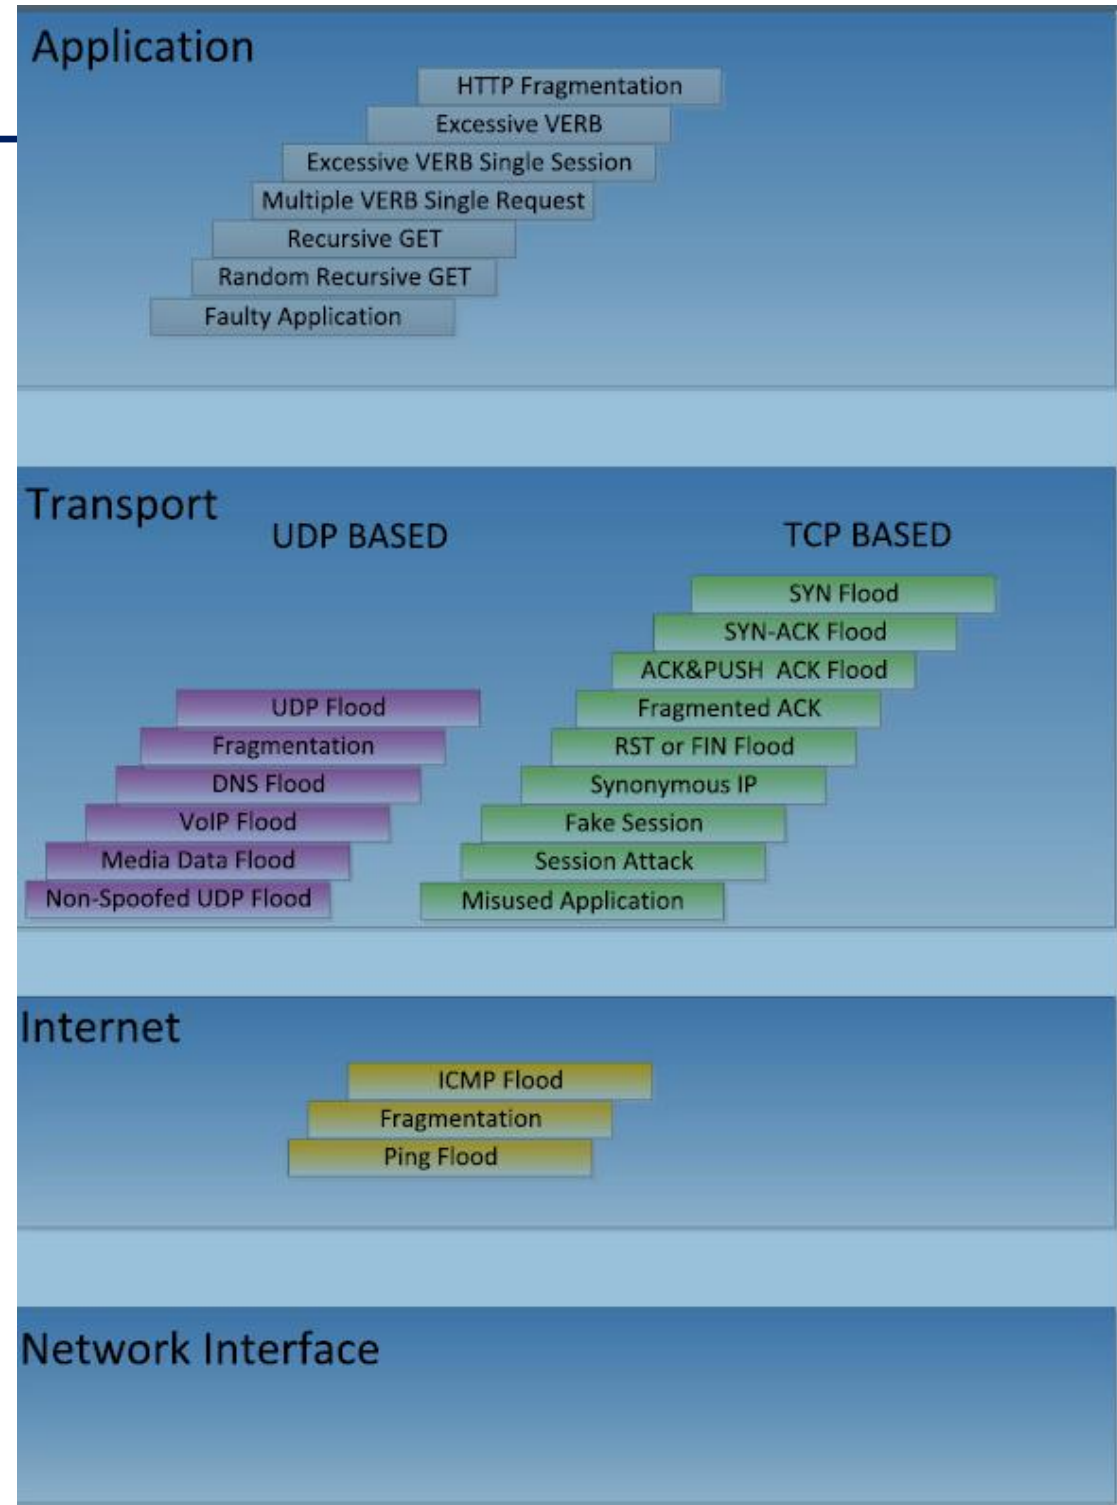 Application
HTTP Fragmentation
Excessive VERB
Excessive VERB Single Session
Multiple VERB Single Request
Recursive GET
Random Recursive GET
Faulty Application
Transport
UDP BASED
UDP Flood
Fragmentation
DNS Flood
VoIP Flood
Media Data Flood
Non-Spoofed UDP Flood
TCP BASED
SYN Flood
SYN-ACK Flood
ACK&PUSH  ACK Flood
Fragmented ACK
RST or FIN Flood
Synonymous IP
Fake Session
Session Attack
Misused Application
Internet
ICMP Flood
Fragmentation
Ping Flood
Network Interface